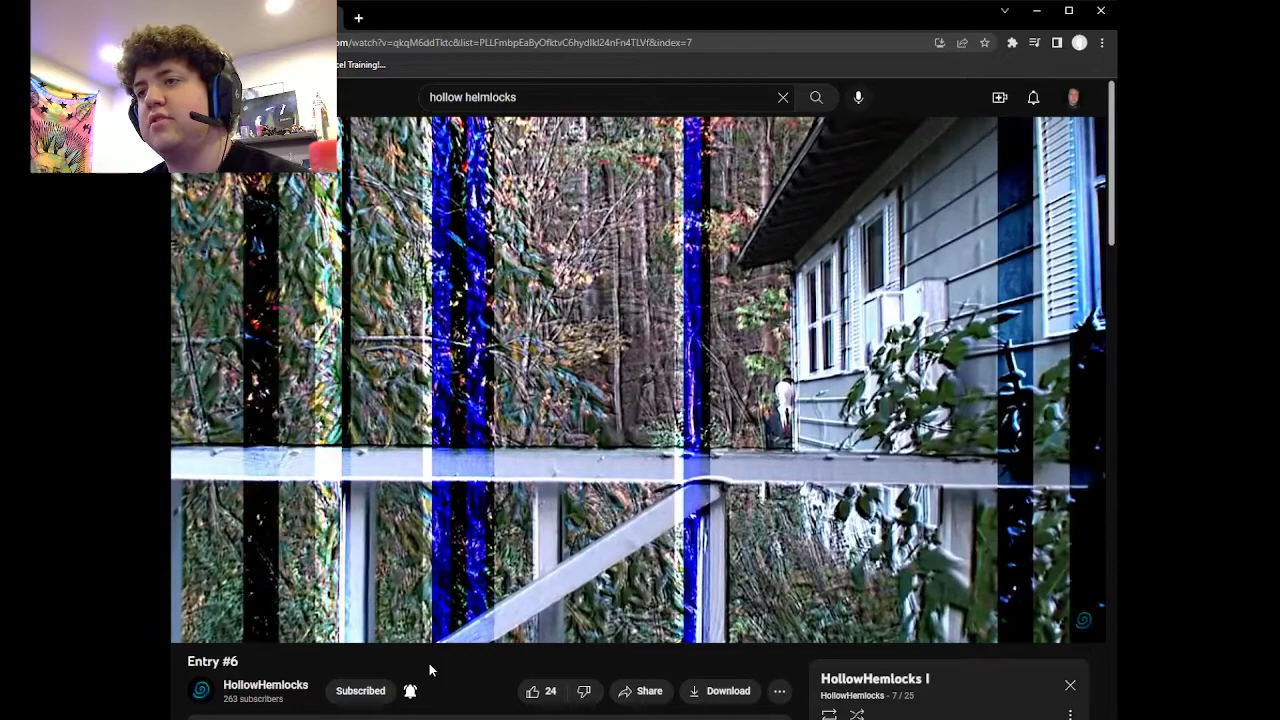 om/watch?v=qkqM6ddTktc&list=PLLFmbpEaByOfktvC6hydIkl24nFn4TLVf&index=7
cel Training!...
hollow helmlocks
Entry #6
HollowHemlocks
263 subscribers
Subscribed
24
Share
Download
HollowHemlocks I
HollowHemlocks - 7 / 25